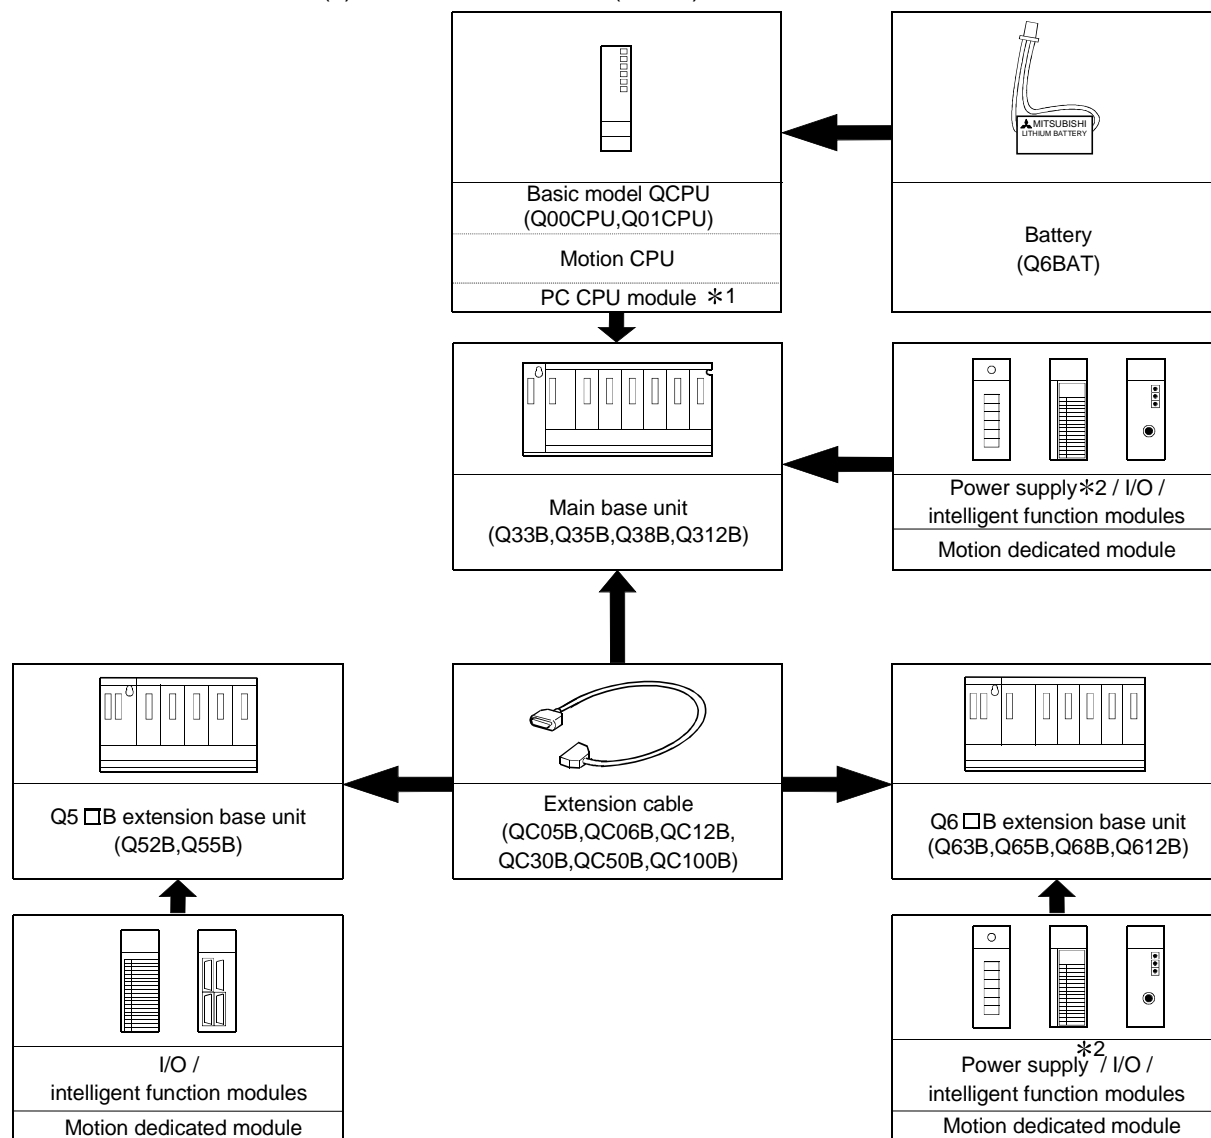 MITSUBISHI
LITHIUM BATTERY
Basic model QCPU
(Q00CPU,Q01CPU)
Motion CPU
PC CPU module *1
Battery
(Q6BAT)
Main base unit
(Q33B,Q35B,Q38B,Q312B)
Power supply*2 / I/O /
intelligent function modules
Motion dedicated module
Q5□B extension base unit
(Q52B,Q55B)
Extension cable
(QC05B,QC06B,QC12B,
QC30B,QC50B,QC100B)
Q6□B extension base unit
(Q63B,Q65B,Q68B,Q612B)
I/O /
intelligent function modules
Motion dedicated module
Power supply*2 / I/O /
intelligent function modules
Motion dedicated module